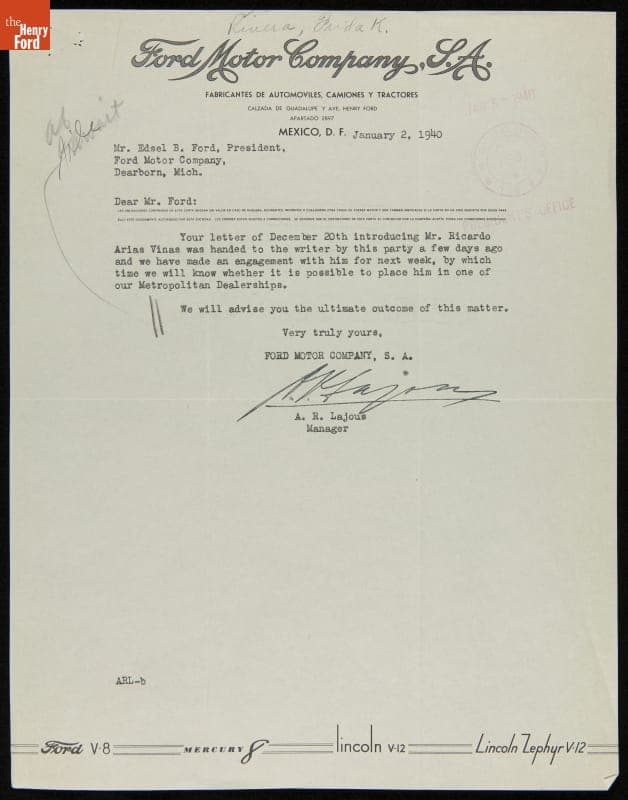 the
Henry
Ford
Rivera, Frida K.
Ford Motor Company, S.A.
FABRICANTES DE AUTOMOVILES, CAMIONES Y TRACTORES
CALZADA DE GUADALUPE Y AVE. HENRY FORD
APARTADO 2897
MEXICO, D. F. January 2, 1940
Mr. Edsel B. Ford, President,
Ford Motor Company,
Dearborn, Mich.
Dear Mr. Ford:
Your letter of December 20th introducing Mr. Ricardo
Arias Vinas was handed to the writer by this party a few days ago
and we have made an engagement with him for next week, by which
time we will know whether it is possible to place him in one of
our Metropolitan Dealerships.
We will advise you the ultimate outcome of this matter.
Very truly yours,
FORD MOTOR COMPANY, S. A.
A. R. Lajous
A. R. Lajous
Manager
ARL-b
Ford V·8
MERCURY 8
lincoln V·12
Lincoln Zephyr V·12